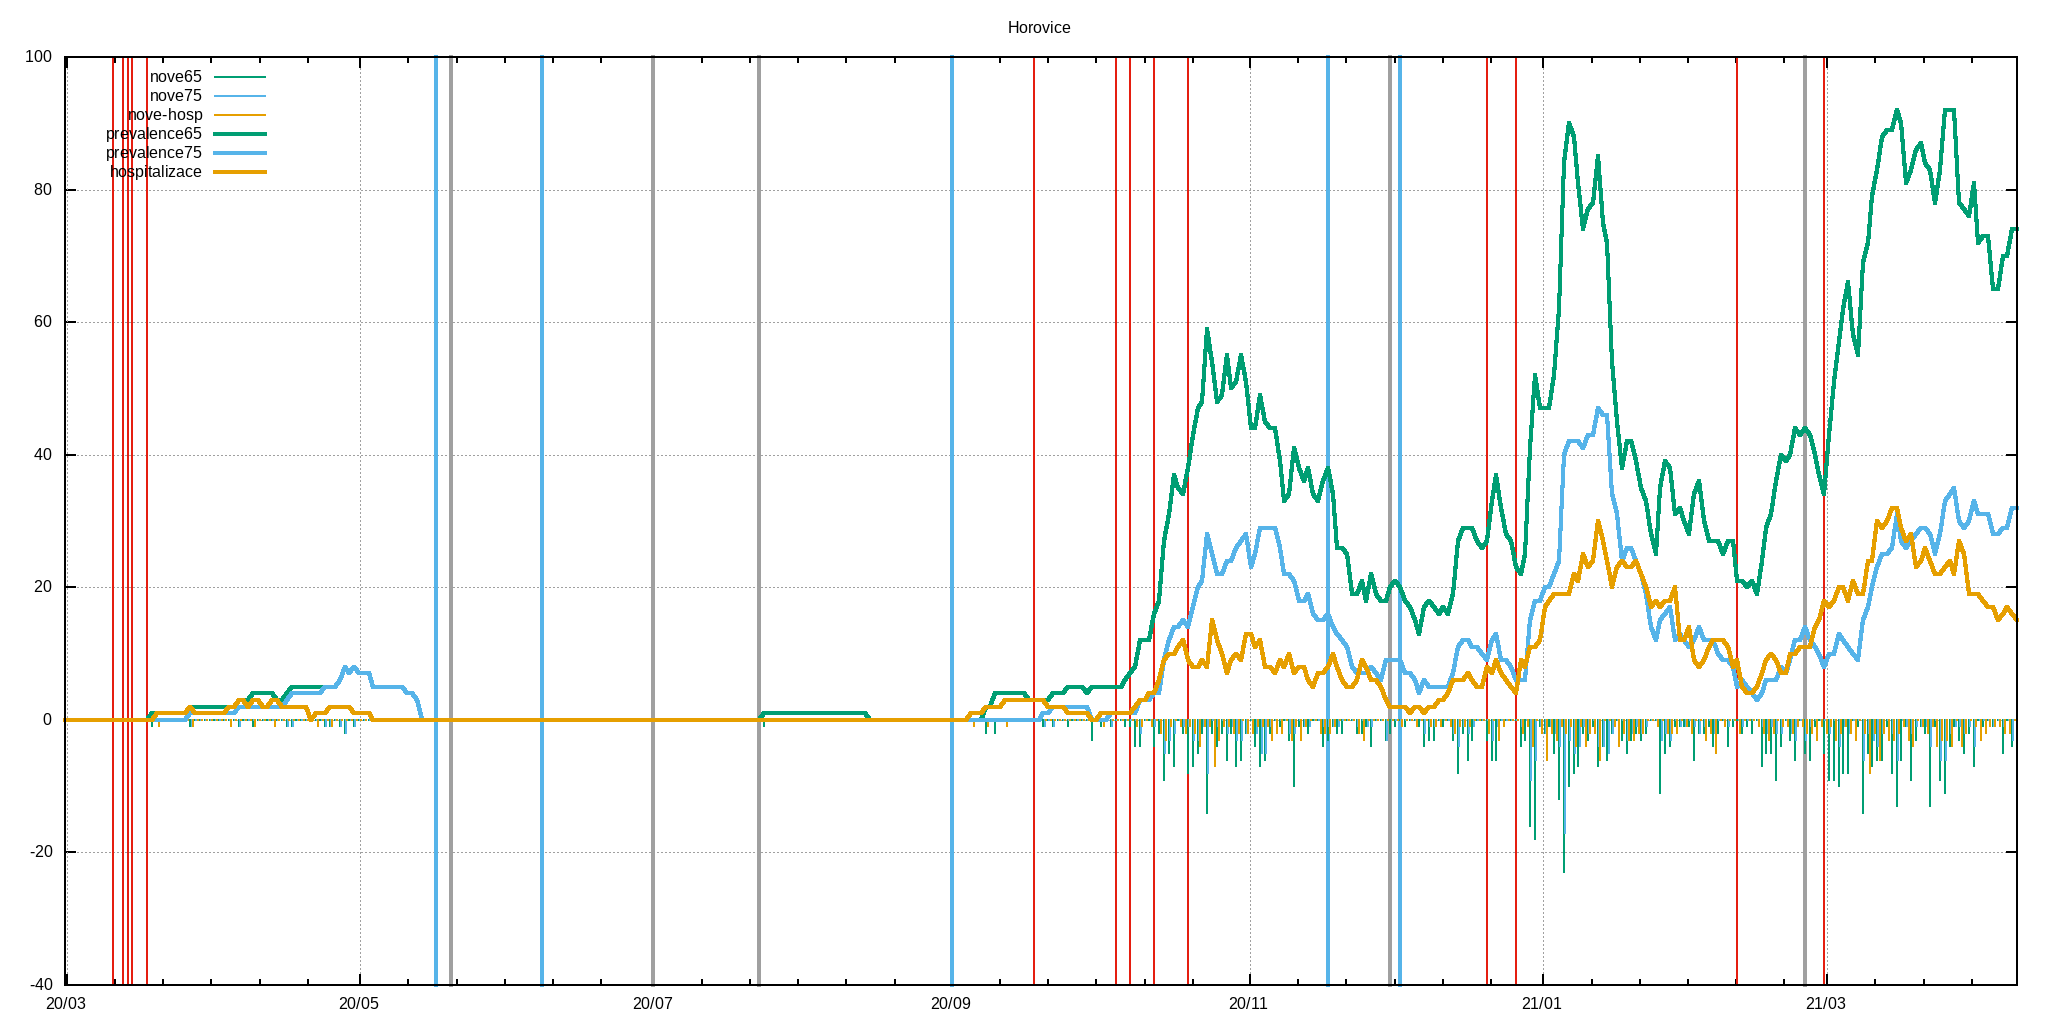 Horovice
100
nove65
nove75
nove-hosp
prevalence65
prevalence75
hospitalizace
80
60
40
20
0
-20
-40
20/03 20/05 20/07 20/09 20/11 21/01 21/03